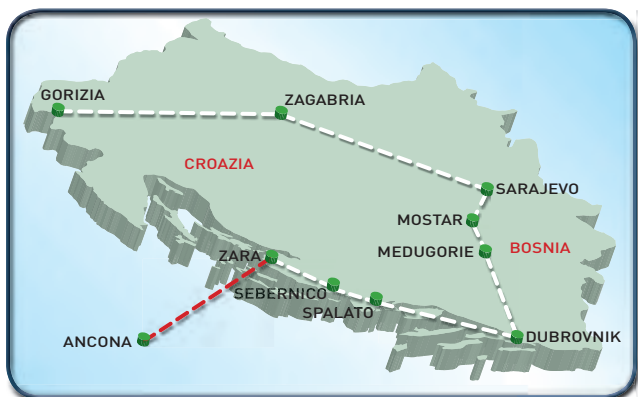 GORIZIA
ZAGABRIA
CROAZIA
SARAJEVO
MOSTAR
MEDUGORIE
BOSNIA
ZARA
SEBERNICO
SPALATO
ANCONA
DUBROVNIK